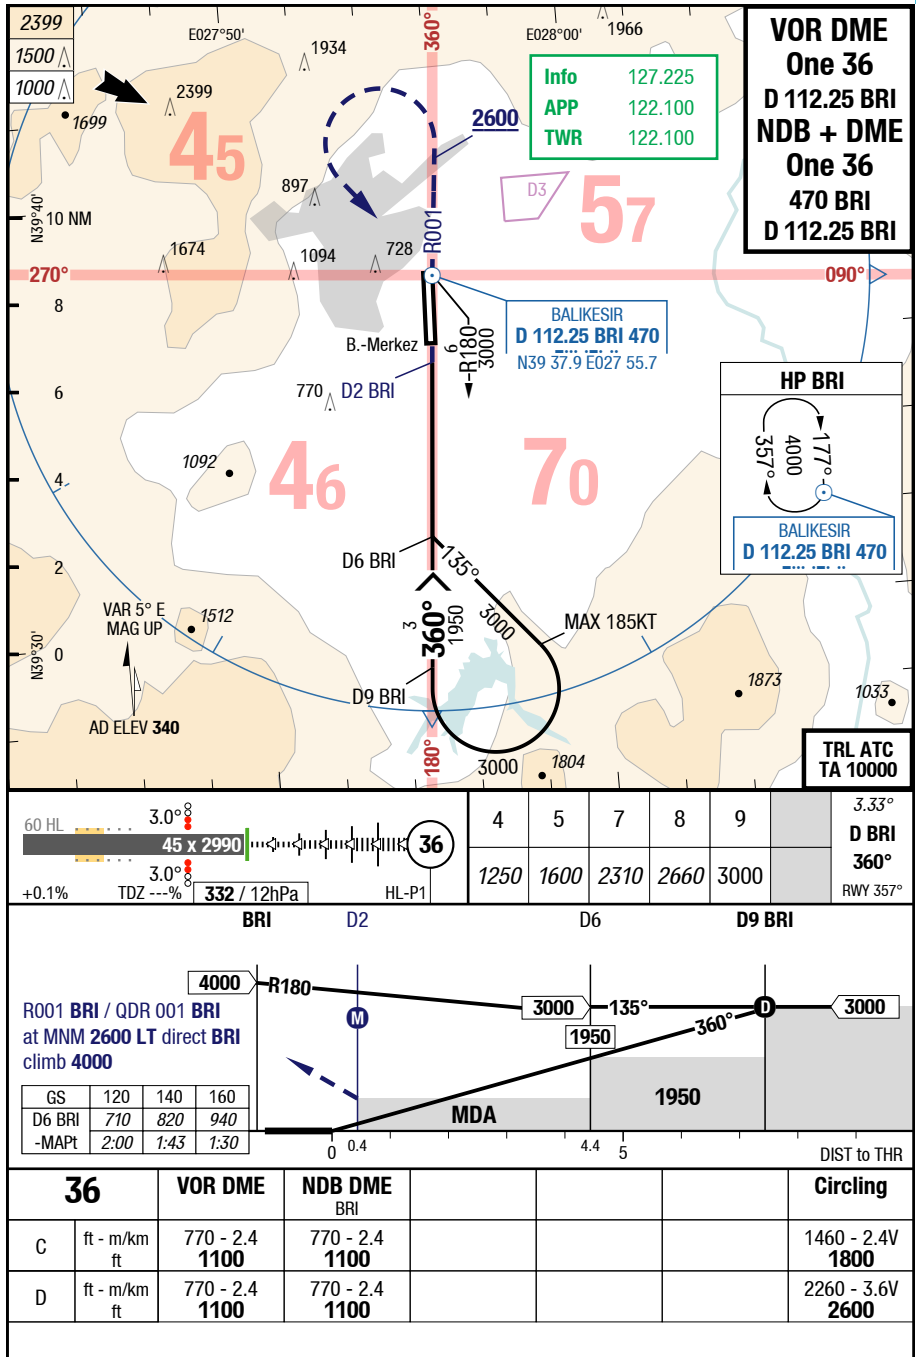 VOR DME
One 36
D 112.25 BRI
NDB + DME
One 36
470 BRI
D 112.25 BRI
2399
1500
1000
E027°50'
360°
E028°00'
1966
1934
2399
1699
45
Info 127.225
APP 122.100
TWR 122.100
2600
D3
57
N39°40'
10 NM
897
R001
1674
1094
728
270°
090°
8
BALIKESIR
D 112.25 BRI 470
N39 37.9 E027 55.7
B.-Merkez
6
R180
3000
HP BRI
6
770
D2 BRI
357°
4000
177°
1092
46
70
4
BALIKESIR
D 112.25 BRI 470
D6 BRI
135°
2
3000
VAR 5° E
MAG UP
1512
3
360°
1950
MAX 185KT
N39°30'
0
D9 BRI
1873
1033
AD ELEV 340
180°
3000
1804
TRL ATC
TA 10000
60 HL
3.0°
45 x 2990
36
3.0°
+0.1%
TDZ ---%
332 / 12hPa
HL-P1
4 5 7 8 9
1250 1600 2310 2660 3000
3.33°
D BRI
360°
RWY 357°
BRI D2 D6 D9 BRI
4000 R180
3000 135° D 3000
R001 BRI / QDR 001 BRI
at MNM 2600 LT direct BRI
climb 4000
M
1950
360°
GS 120 140 160
D6 BRI 710 820 940
-MAPt 2:00 1:43 1:30
MDA
1950
0 0.4 4.4 5 DIST to THR
36 VOR DME NDB DME Circling
BRI
C ft - m/km 770 - 2.4 770 - 2.4 1460 - 2.4V
ft 1100 1100 1800
D ft - m/km 770 - 2.4 770 - 2.4 2260 - 3.6V
ft 1100 1100 2600